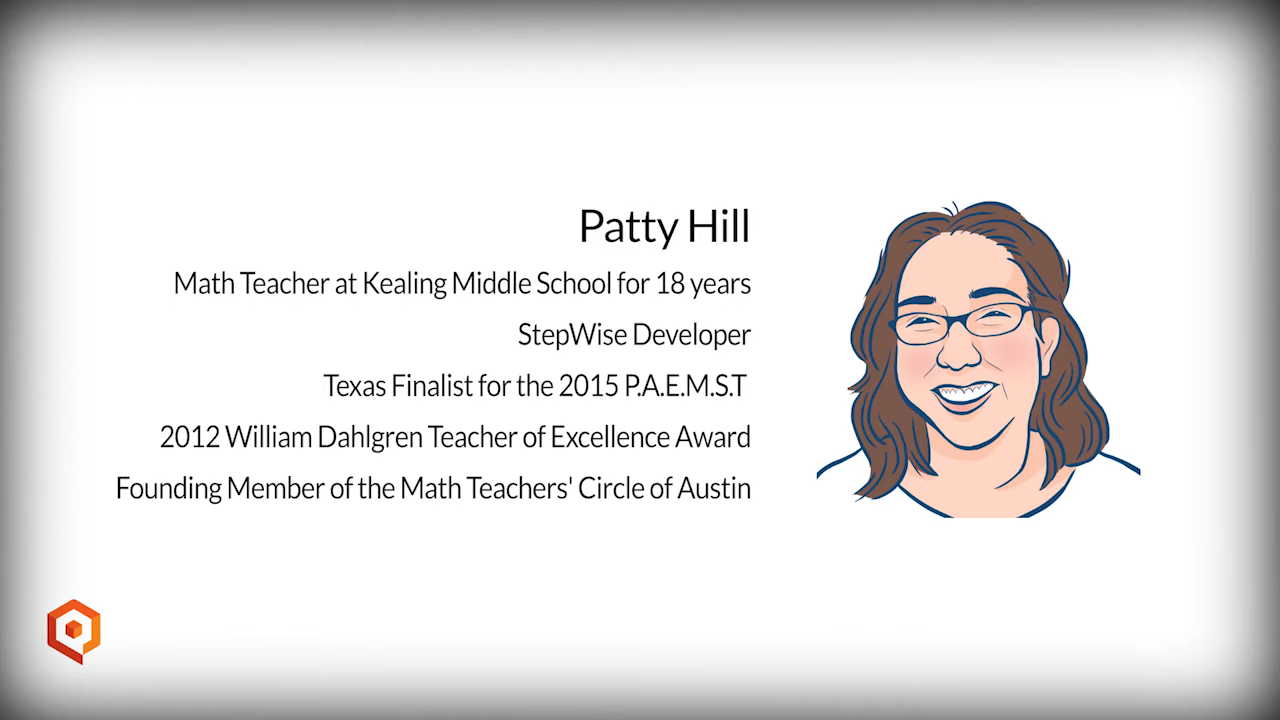 Patty Hill
Math Teacher at Kealing Middle School for 18 years
StepWise Developer
Texas Finalist for the 2015 P.A.E.M.S.T
2012 William Dahlgren Teacher of Excellence Award
Founding Member of the Math Teachers' Circle of Austin